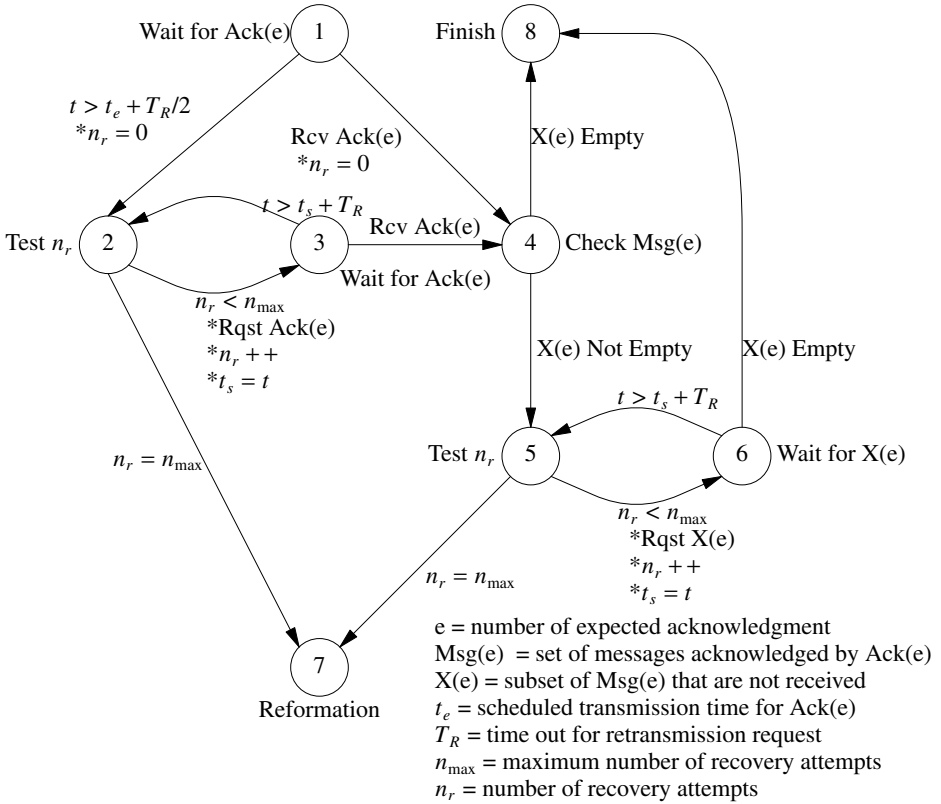 Wait for Ack(e) 1
Finish 8
t > t_e + T_R/2
*n_r = 0
Rcv Ack(e)
*n_r = 0
X(e) Empty
t > t_s + T_R
Rcv Ack(e)
Test n_r 2
3
4 Check Msg(e)
Wait for Ack(e)
n_r < n_max
*Rqst Ack(e)
*n_r ++
*t_s = t
X(e) Not Empty
X(e) Empty
t > t_s + T_R
n_r = n_max
Test n_r 5
6 Wait for X(e)
n_r < n_max
*Rqst X(e)
*n_r ++
*t_s = t
n_r = n_max
7
Reformation
e = number of expected acknowledgment
Msg(e) = set of messages acknowledged by Ack(e)
X(e) = subset of Msg(e) that are not received
t_e = scheduled transmission time for Ack(e)
T_R = time out for retransmission request
n_max = maximum number of recovery attempts
n_r = number of recovery attempts